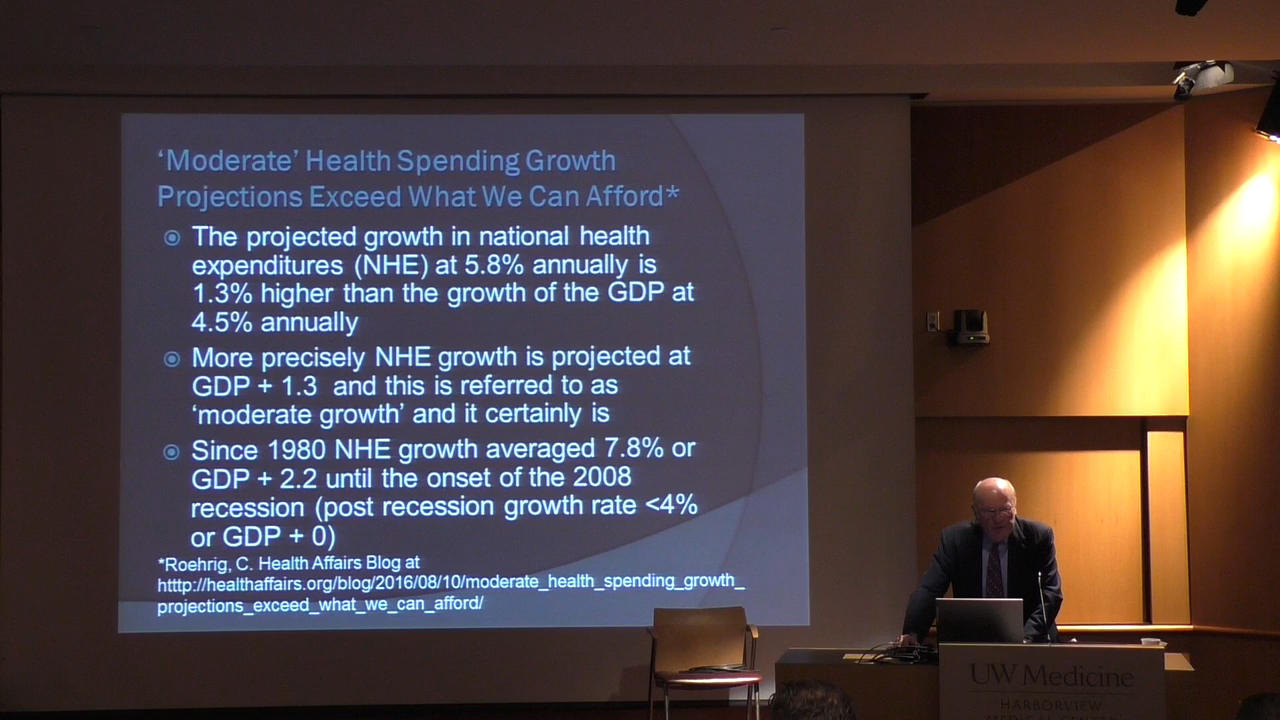 ‘Moderate’ Health Spending Growth
Projections Exceed What We Can Afford*
The projected growth in national health
expenditures (NHE) at 5.8% annually is
1.3% higher than the growth of the GDP at
4.5% annually
More precisely NHE growth is projected at
GDP + 1.3 and this is referred to as
‘moderate growth’ and it certainly is
Since 1980 NHE growth averaged 7.8% or
GDP + 2.2 until the onset of the 2008
recession (post recession growth rate <4%
or GDP + 0)
*Roehrig, C. Health Affairs Blog at
htttp://healthaffairs.org/blog/2016/08/10/moderate_health_spending_growth_
projections_exceed_what_we_can_afford/
UW Medicine
HARBORVIEW